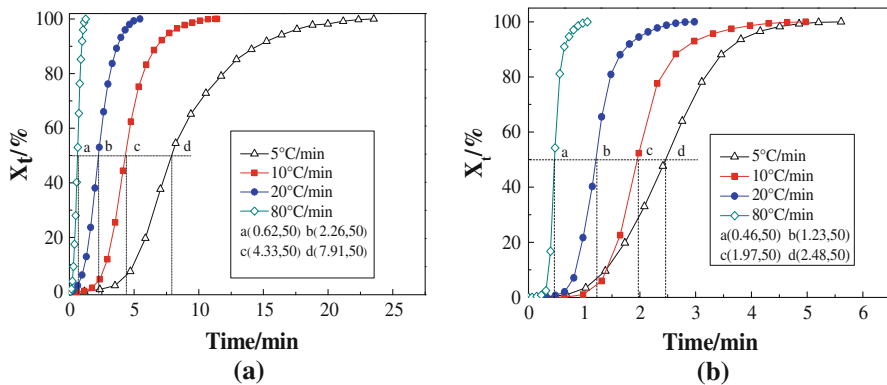 100
80
60
40
20
0
Xt/%
a b c d
5°C/min
10°C/min
20°C/min
80°C/min
a(0.62,50) b(2.26,50)
c(4.33,50) d(7.91,50)
0 5 10 15 20 25
Time/min
(a)
100
80
60
40
20
0
Xt/%
a b c d
5°C/min
10°C/min
20°C/min
80°C/min
a(0.46,50) b(1.23,50)
c(1.97,50) d(2.48,50)
0 1 2 3 4 5 6
Time/min
(b)